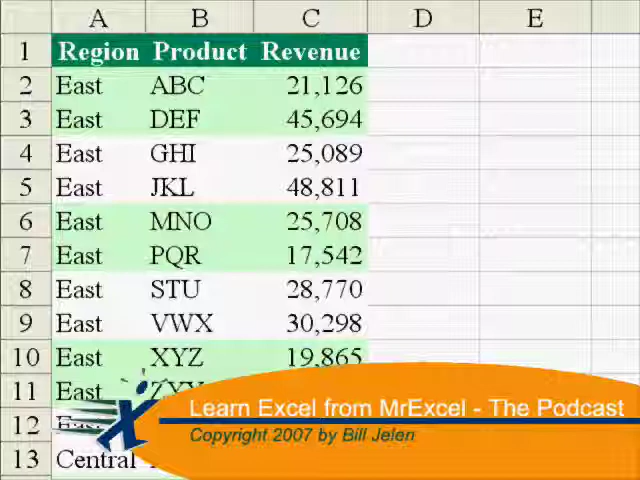 A B C D E
1 Region Product Revenue
2 East ABC 21,126
3 East DEF 45,694
4 East GHI 25,089
5 East JKL 48,811
6 East MNO 25,708
7 East PQR 17,542
8 East STU 28,770
9 East VWX 30,298
10 East XYZ 19,865
11 East
Learn Excel from MrExcel - The Podcast
12 East
Copyright 2007 by Bill Jelen
13 Central